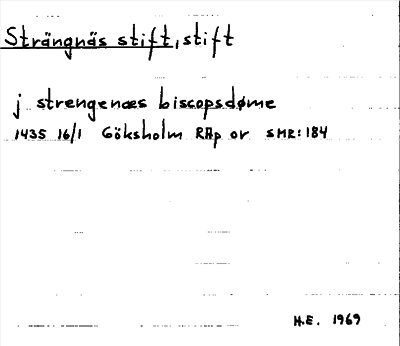 Strängnäs stift, stift
j strengenæs biscopsdøme
1435 16/1 Göksholm RAp or SMR:184
H.E. 1969